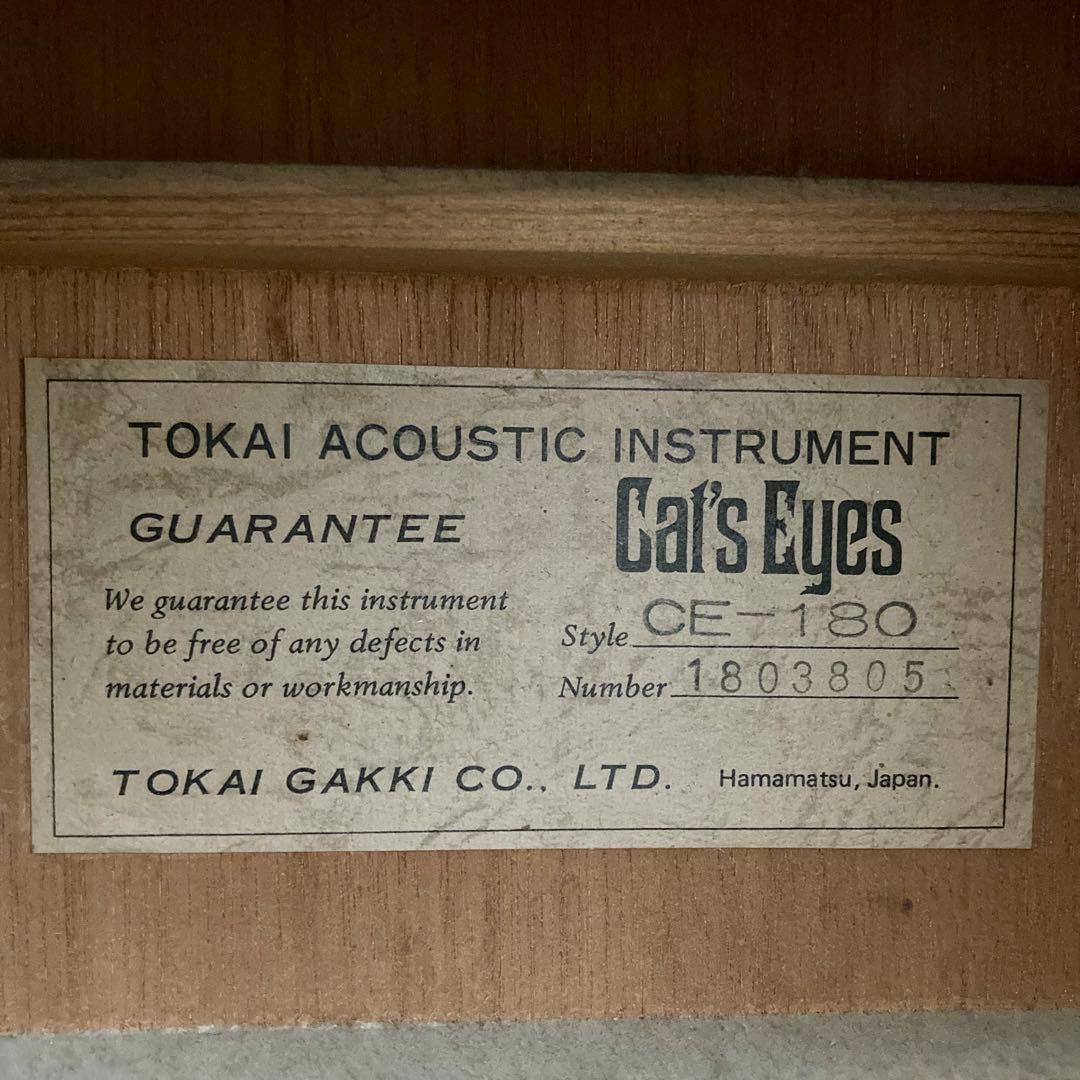 TOKAI ACOUSTIC INSTRUMENT
GUARANTEE
Cat's Eyes
We guarantee this instrument
to be free of any defects in
materials or workmanship.
Style CE-180
Number 1803805
TOKAI GAKKI CO., LTD. Hamamatsu, Japan.